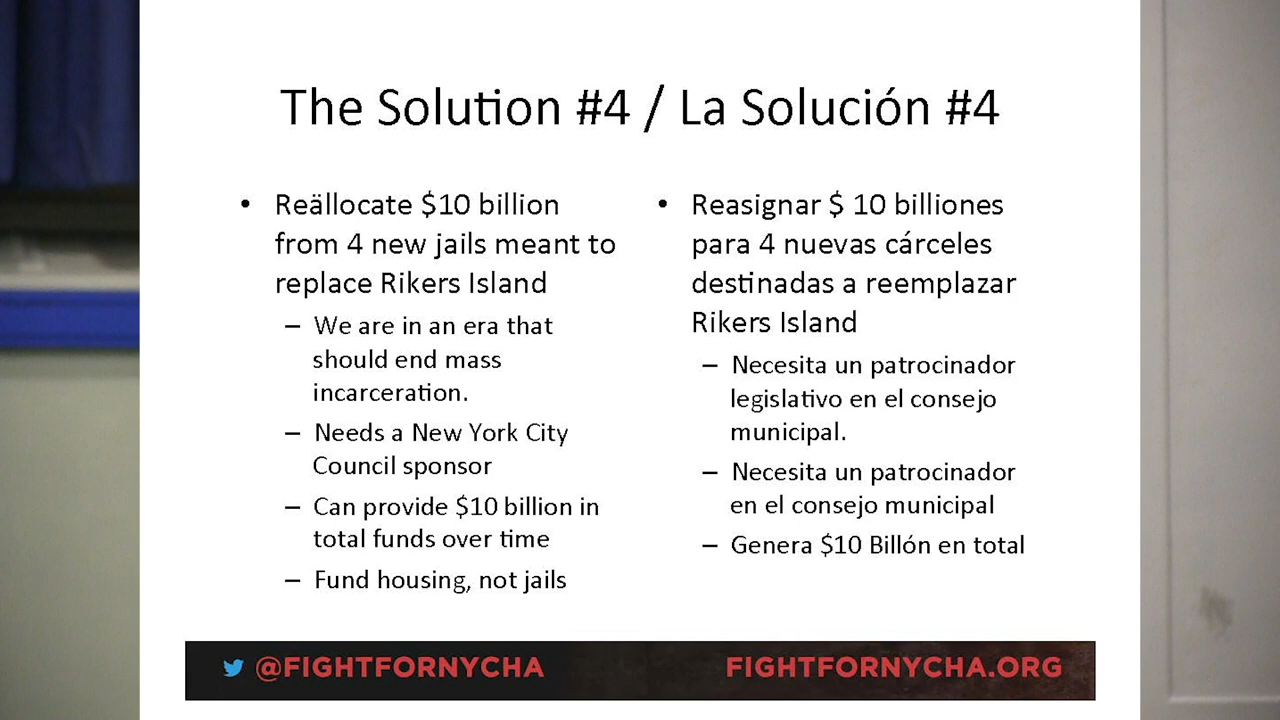 The Solution #4 / La Solución #4
• Reällocate $10 billion
from 4 new jails meant to
replace Rikers Island
– We are in an era that
should end mass
incarceration.
– Needs a New York City
Council sponsor
– Can provide $10 billion in
total funds over time
– Fund housing, not jails
• Reasignar $ 10 billiones
para 4 nuevas cárceles
destinadas a reemplazar
Rikers Island
– Necesita un patrocinador
legislativo en el consejo
municipal.
– Necesita un patrocinador
en el consejo municipal
– Genera $10 Billón en total
@FIGHTFORNYCHA
FIGHTFORNYCHA.ORG